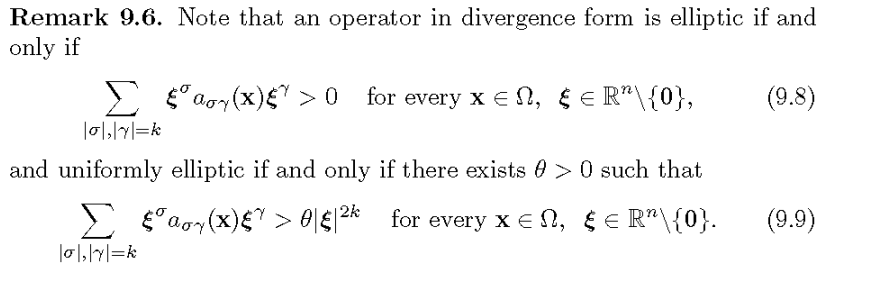 Remark 9.6. Note that an operator in divergence form is elliptic if and
only if
∑ ξ^σ a_{σγ}(x)ξ^γ > 0 for every x ∈ Ω, ξ ∈ ℝⁿ\{0}, (9.8)
|σ|,|γ|=k
and uniformly elliptic if and only if there exists θ > 0 such that
∑ ξ^σ a_{σγ}(x)ξ^γ > θ|ξ|^{2k} for every x ∈ Ω, ξ ∈ ℝⁿ\{0}. (9.9)
|σ|,|γ|=k